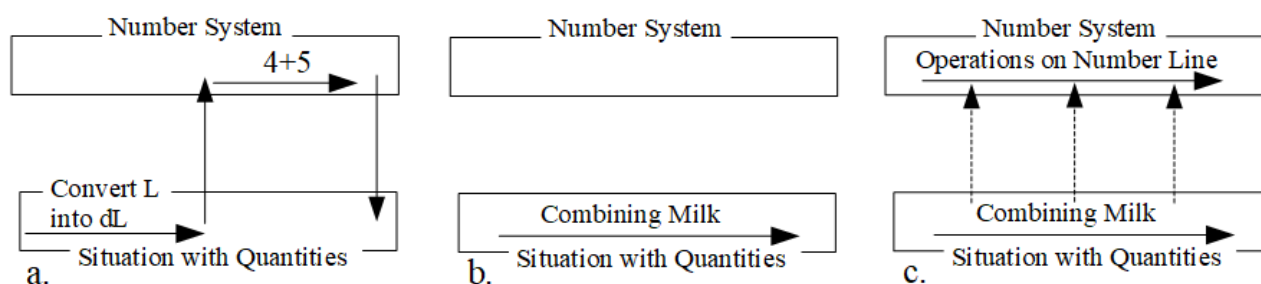 Number System
4+5
Convert L
into dL
Situation with Quantities
a.
Number System
Combining Milk
Situation with Quantities
b.
Number System
Operations on Number Line
Combining Milk
Situation with Quantities
c.